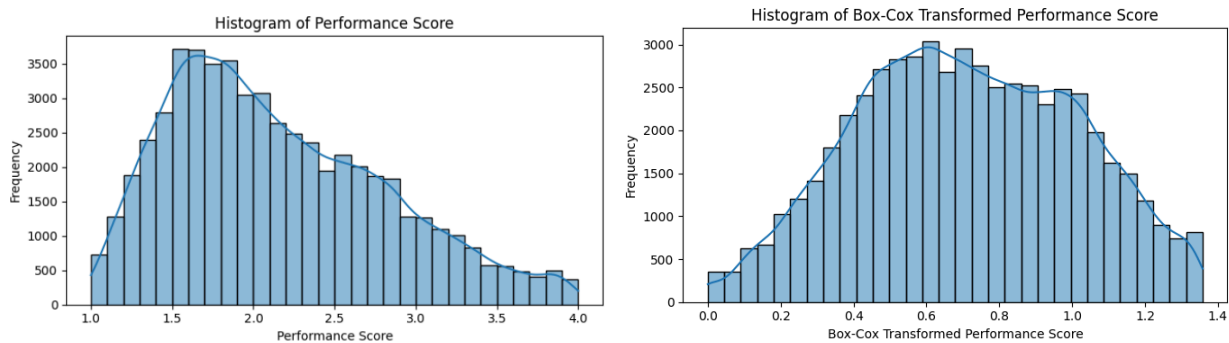 Histogram of Performance Score
3500
3000
2500
2000
1500
1000
500
0
Frequency
1.0 1.5 2.0 2.5 3.0 3.5 4.0
Performance Score
Histogram of Box-Cox Transformed Performance Score
3000
2500
2000
1500
1000
500
0
Frequency
0.0 0.2 0.4 0.6 0.8 1.0 1.2 1.4
Box-Cox Transformed Performance Score